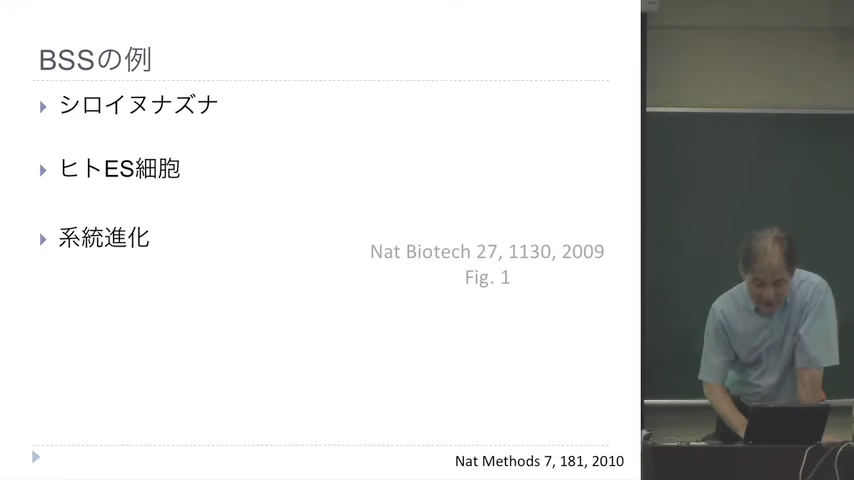 BSSの例
シロイヌナズナ
ヒトES細胞
系統進化
Nat Biotech 27, 1130, 2009
Fig. 1
Nat Methods 7, 181, 2010